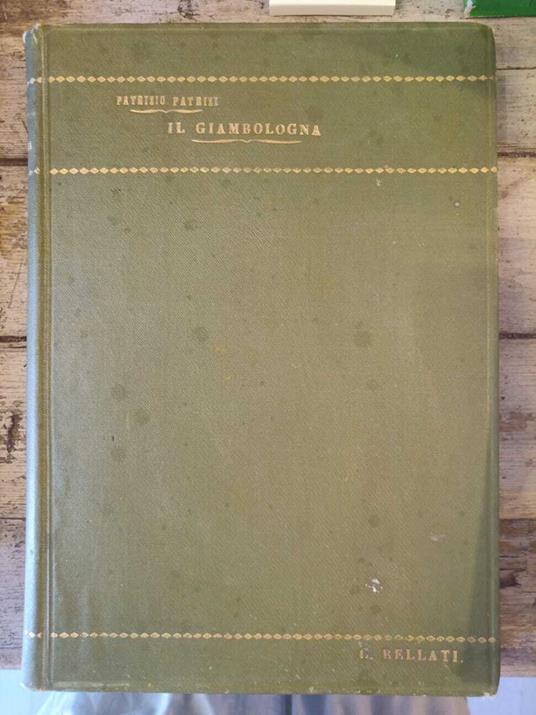 PATRIZIO PATRIZI
IL GIAMBOLOGNA
G. BELLATI.